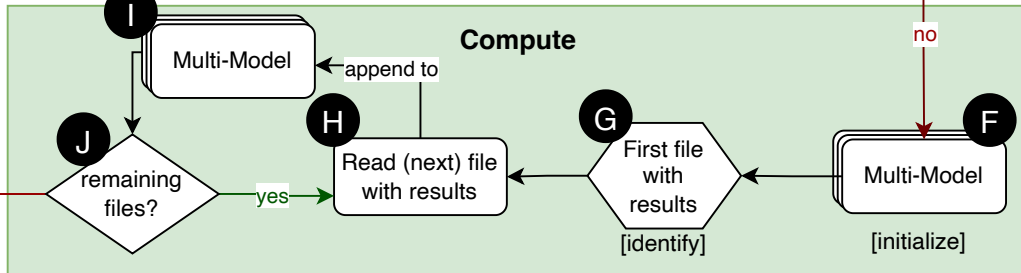 Compute
no
I
Multi-Model
append to
H
Read (next) file
with results
G
First file
with
results
[identify]
F
Multi-Model
[initialize]
J
remaining
files?
yes